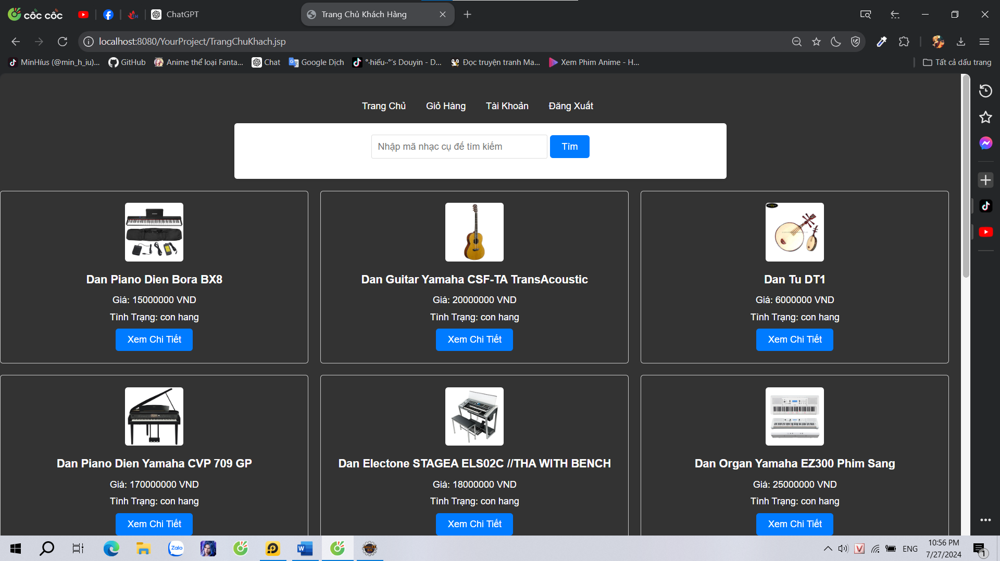 cốc cốc
ChatGPT
Trang Chủ Khách Hàng
localhost:8080/YourProject/TrangChuKhach.jsp
MinHíus (@min_h_iu)...
GitHub
Anime thể loại Fanta...
Chat
Google Dịch
°·hiếu··°'s Douyin - D...
Đọc truyện tranh Ma...
Xem Phim Anime - H...
Tất cả dấu trang
Trang Chủ
Giỏ Hàng
Tài Khoản
Đăng Xuất
Nhập mã nhạc cụ để tìm kiếm
Tìm
Dan Piano Dien Bora BX8
Giá: 15000000 VND
Tình Trạng: con hang
Xem Chi Tiết
Dan Guitar Yamaha CSF-TA TransAcoustic
Giá: 20000000 VND
Tình Trạng: con hang
Xem Chi Tiết
Dan Tu DT1
Giá: 6000000 VND
Tình Trạng: con hang
Xem Chi Tiết
Dan Piano Dien Yamaha CVP 709 GP
Giá: 170000000 VND
Tình Trạng: con hang
Xem Chi Tiết
Dan Electone STAGEA ELS02C //THA WITH BENCH
Giá: 18000000 VND
Tình Trạng: con hang
Xem Chi Tiết
Dan Organ Yamaha EZ300 Phim Sang
Giá: 25000000 VND
Tình Trạng: con hang
Xem Chi Tiết
Zalo
ENG
10:56 PM
7/27/2024
1